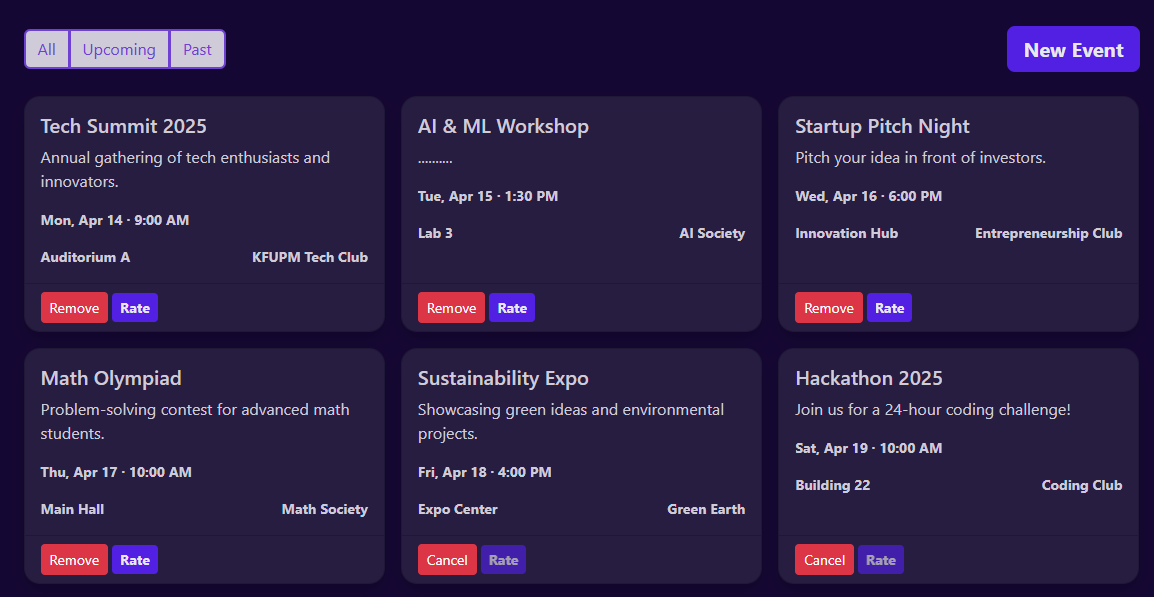 All Upcoming Past
New Event
Tech Summit 2025
Annual gathering of tech enthusiasts and
innovators.
Mon, Apr 14 · 9:00 AM
Auditorium A KFUPM Tech Club
Remove Rate
AI & ML Workshop
..........
Tue, Apr 15 · 1:30 PM
Lab 3 AI Society
Remove Rate
Startup Pitch Night
Pitch your idea in front of investors.
Wed, Apr 16 · 6:00 PM
Innovation Hub Entrepreneurship Club
Remove Rate
Math Olympiad
Problem-solving contest for advanced math
students.
Thu, Apr 17 · 10:00 AM
Main Hall Math Society
Remove Rate
Sustainability Expo
Showcasing green ideas and environmental
projects.
Fri, Apr 18 · 4:00 PM
Expo Center Green Earth
Cancel Rate
Hackathon 2025
Join us for a 24-hour coding challenge!
Sat, Apr 19 · 10:00 AM
Building 22 Coding Club
Cancel Rate